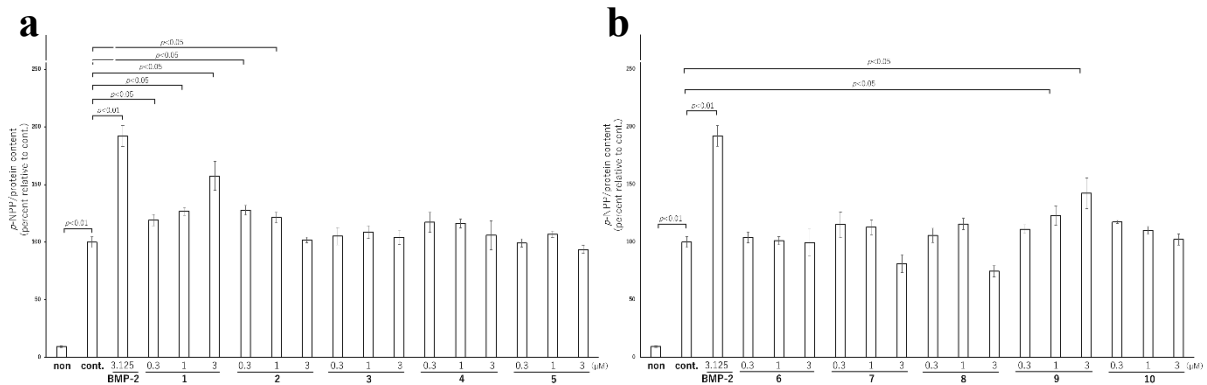 a
p<0.05
p<0.05
p<0.05
p<0.05
p<0.05
p<0.01
p<0.01
p-NPP/protein content
(percent relative to cont.)
250
200
150
100
50
0
non cont. 3.125 0.3 1 3 0.3 1 3 0.3 1 3 0.3 1 3 0.3 1 3 (μM)
BMP-2 1 2 3 4 5
b
p<0.05
p<0.05
p<0.01
p<0.01
p-NPP/protein content
(percent relative to cont.)
250
200
150
100
50
0
non cont. 3.125 0.3 1 3 0.3 1 3 0.3 1 3 0.3 1 3 0.3 1 3 (μM)
BMP-2 6 7 8 9 10